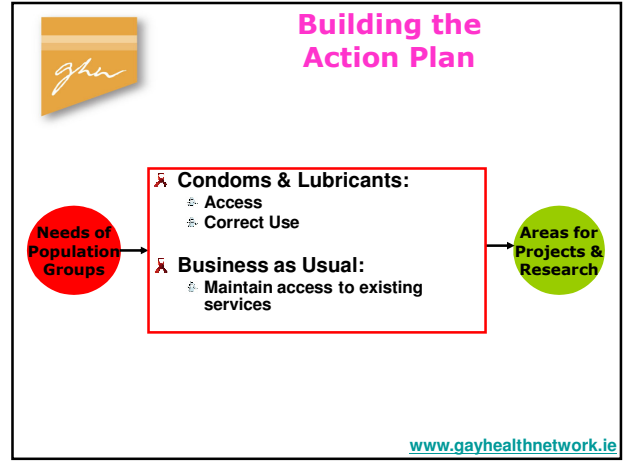 ghn
Building the
Action Plan
Condoms & Lubricants:
Access
Correct Use
Business as Usual:
Maintain access to existing
services
Needs of
Population
Groups
Areas for
Projects &
Research
www.gayhealthnetwork.ie